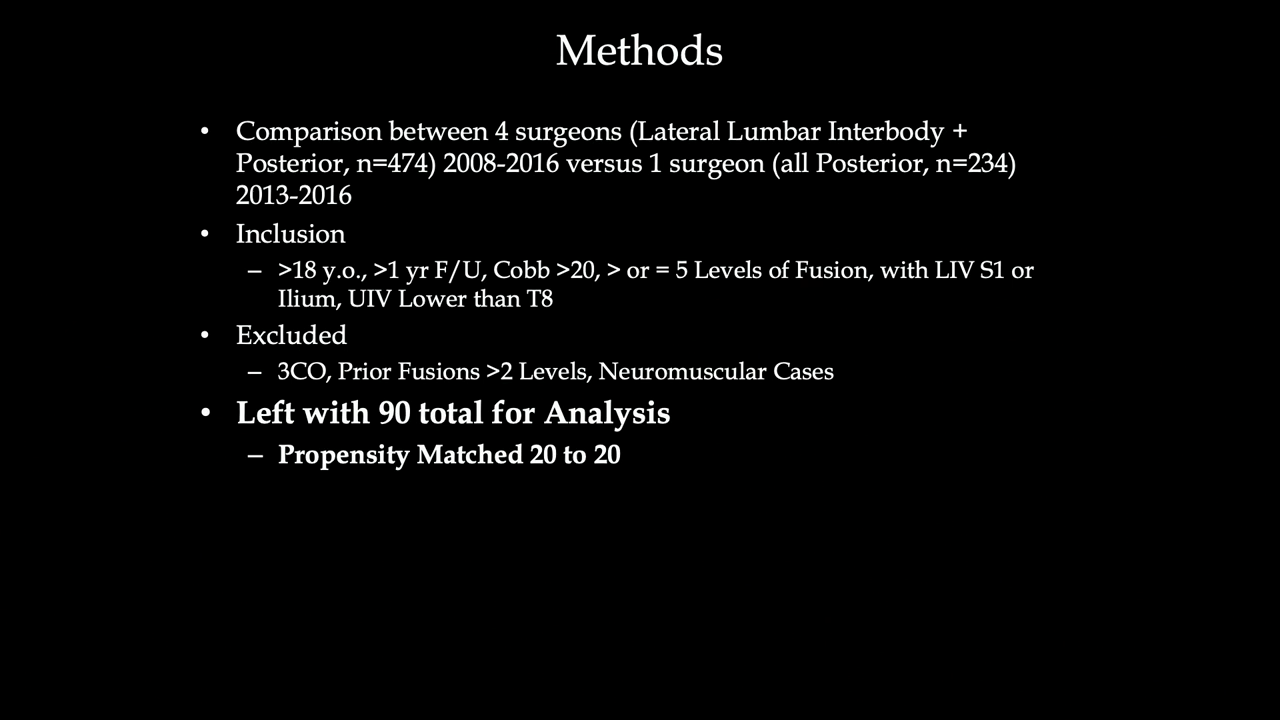 Methods
• Comparison between 4 surgeons (Lateral Lumbar Interbody +
Posterior, n=474) 2008-2016 versus 1 surgeon (all Posterior, n=234)
2013-2016
• Inclusion
– >18 y.o., >1 yr F/U, Cobb >20, > or = 5 Levels of Fusion, with LIV S1 or
Ilium, UIV Lower than T8
• Excluded
– 3CO, Prior Fusions >2 Levels, Neuromuscular Cases
• Left with 90 total for Analysis
– Propensity Matched 20 to 20